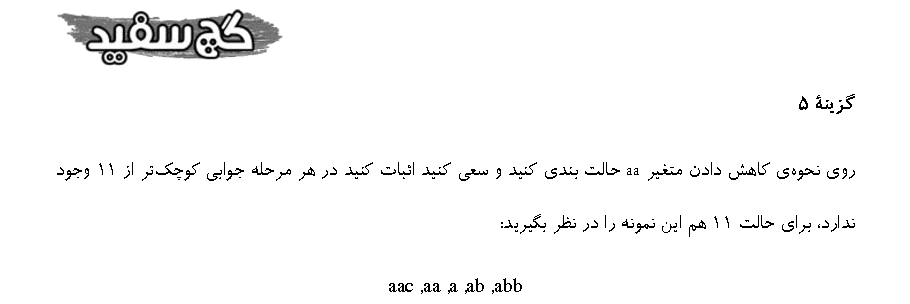 گچ سفید
گزینهٔ ۵
روی نحوه‌ی کاهش دادن متغیر aa حالت بندی کنید و سعی کنید اثبات کنید در هر مرحله جوابی کوچک‌تر از ۱۱ وجود
ندارد، برای حالت ۱۱ هم این نمونه را در نظر بگیرید:
aac ,aa ,a ,ab ,abb